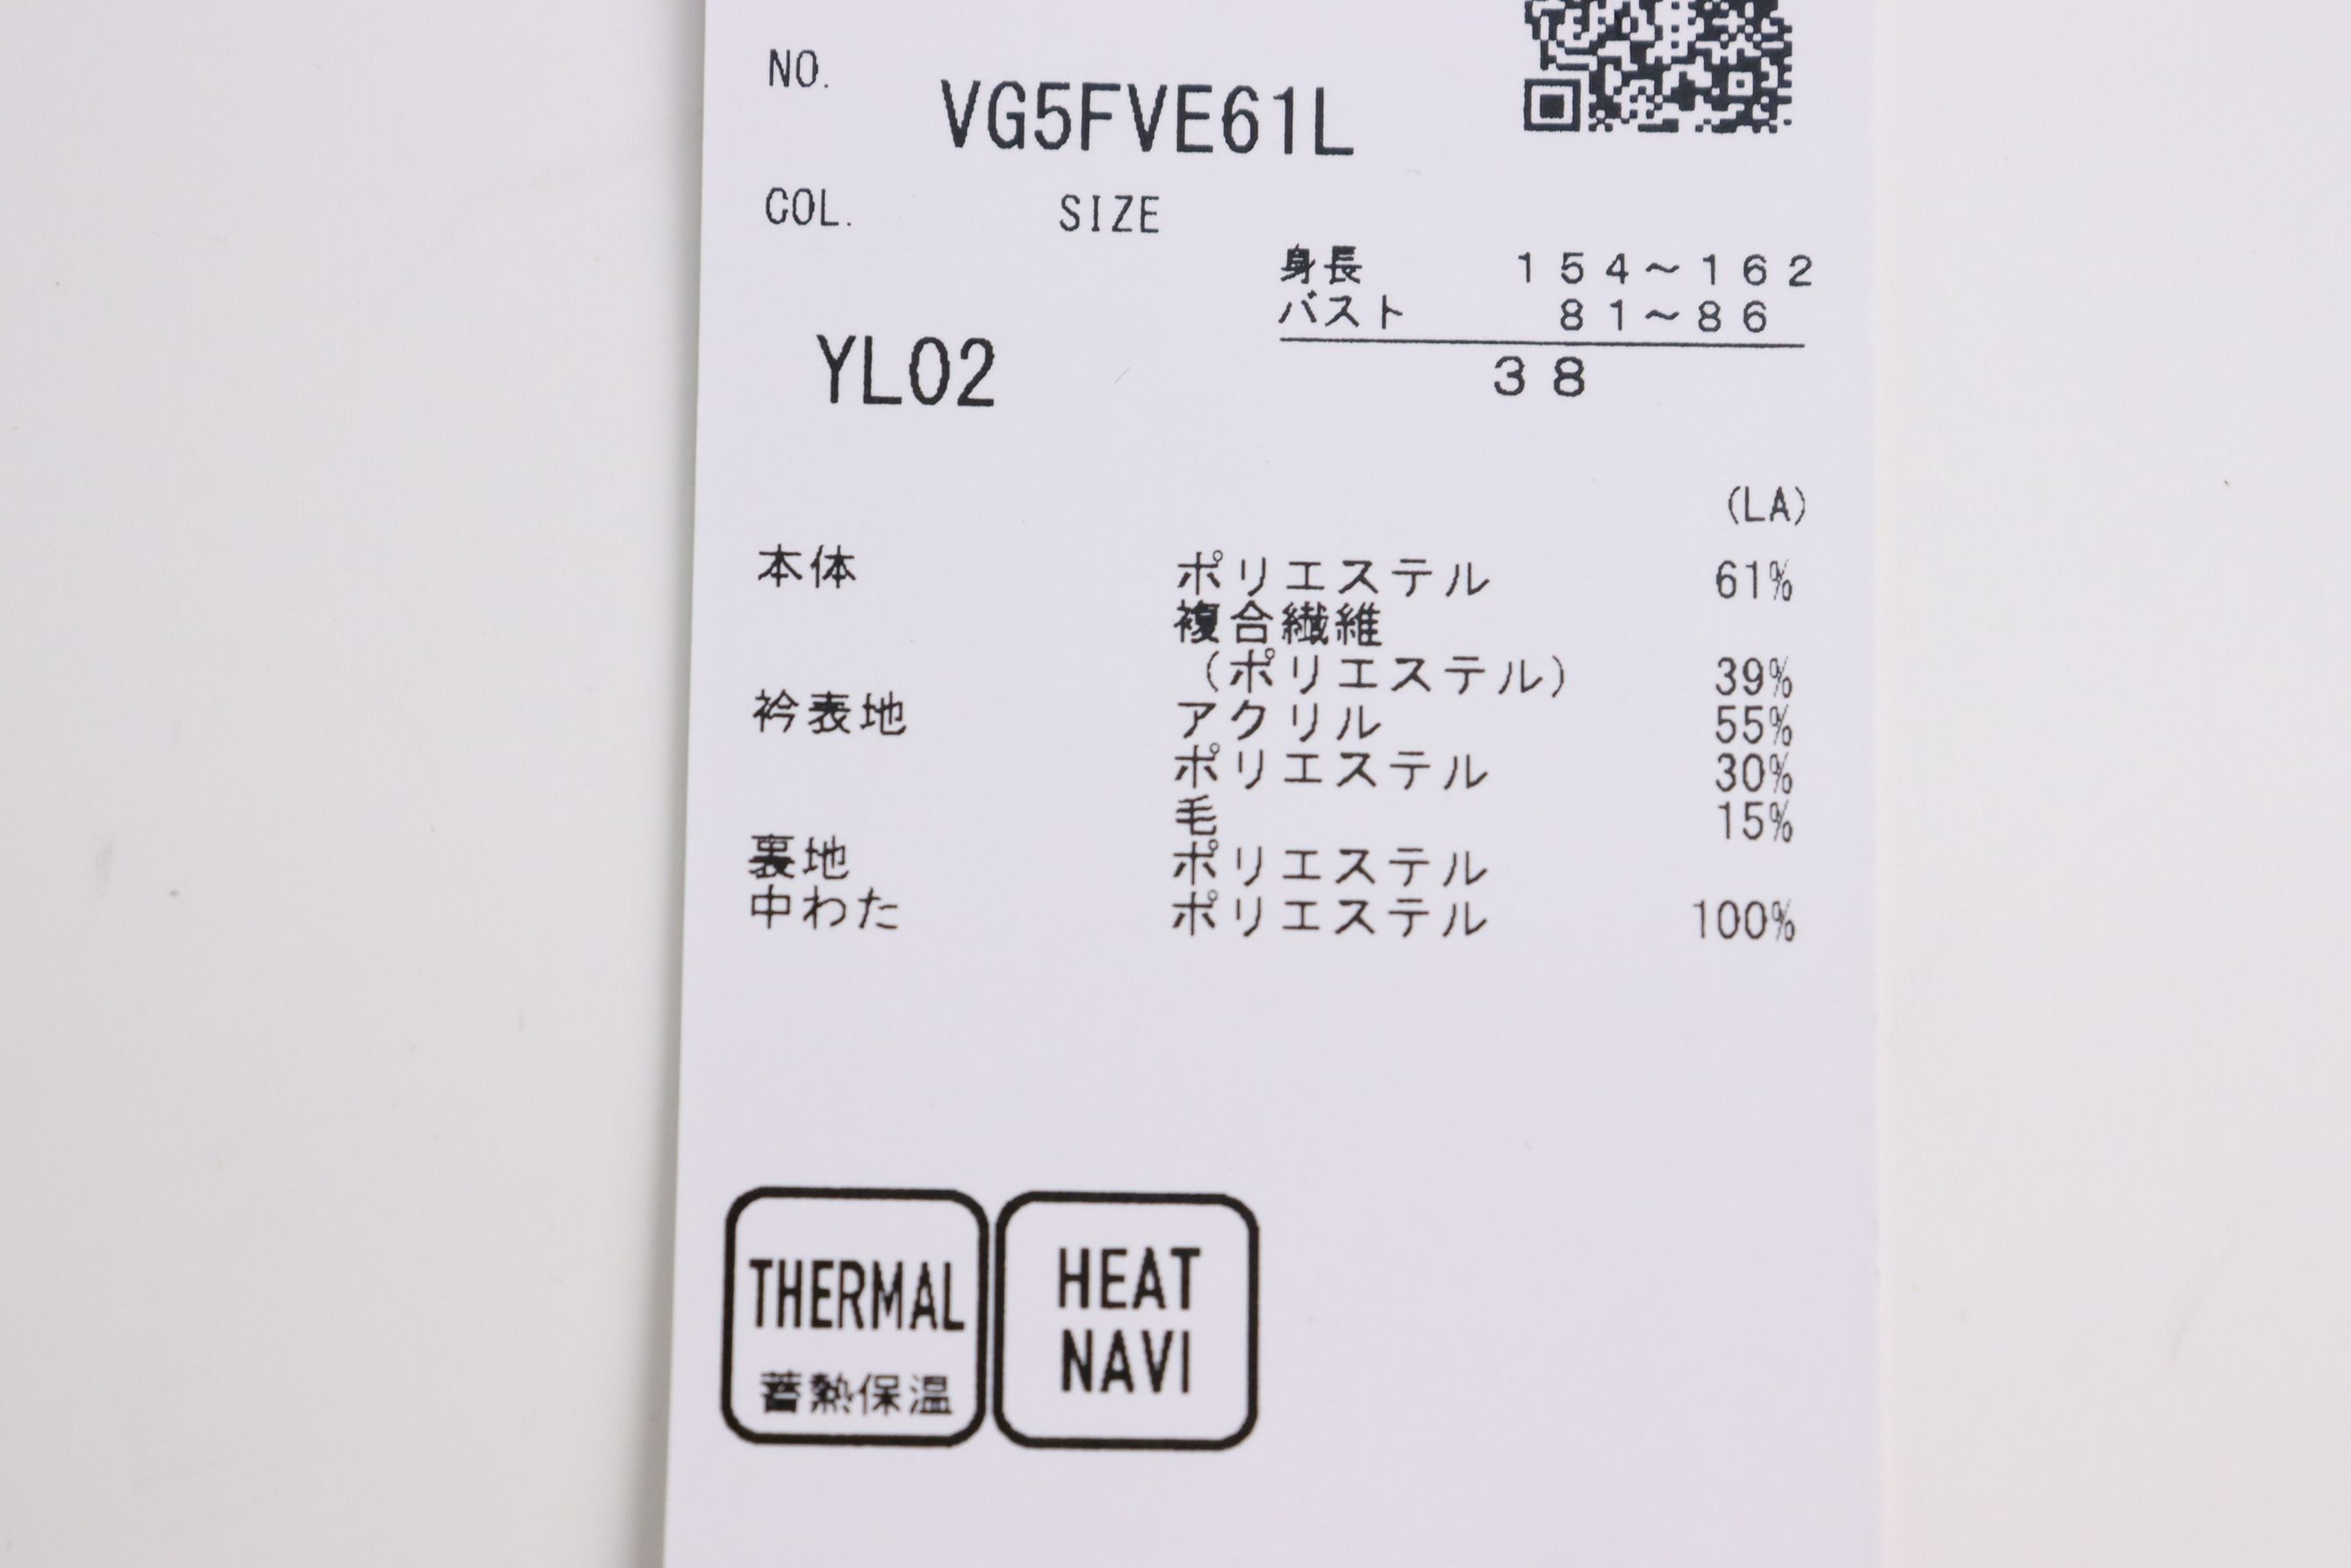 NO.
VG5FVE61L
COL.
SIZE
身長 154～162
バスト 81～86
YL02
38
(LA)
本体 ポリエステル 61%
複合繊維
(ポリエステル) 39%
衿表地 アクリル 55%
ポリエステル 30%
毛 15%
裏地 ポリエステル
中わた ポリエステル 100%
THERMAL
蓄熱保温
HEAT
NAVI